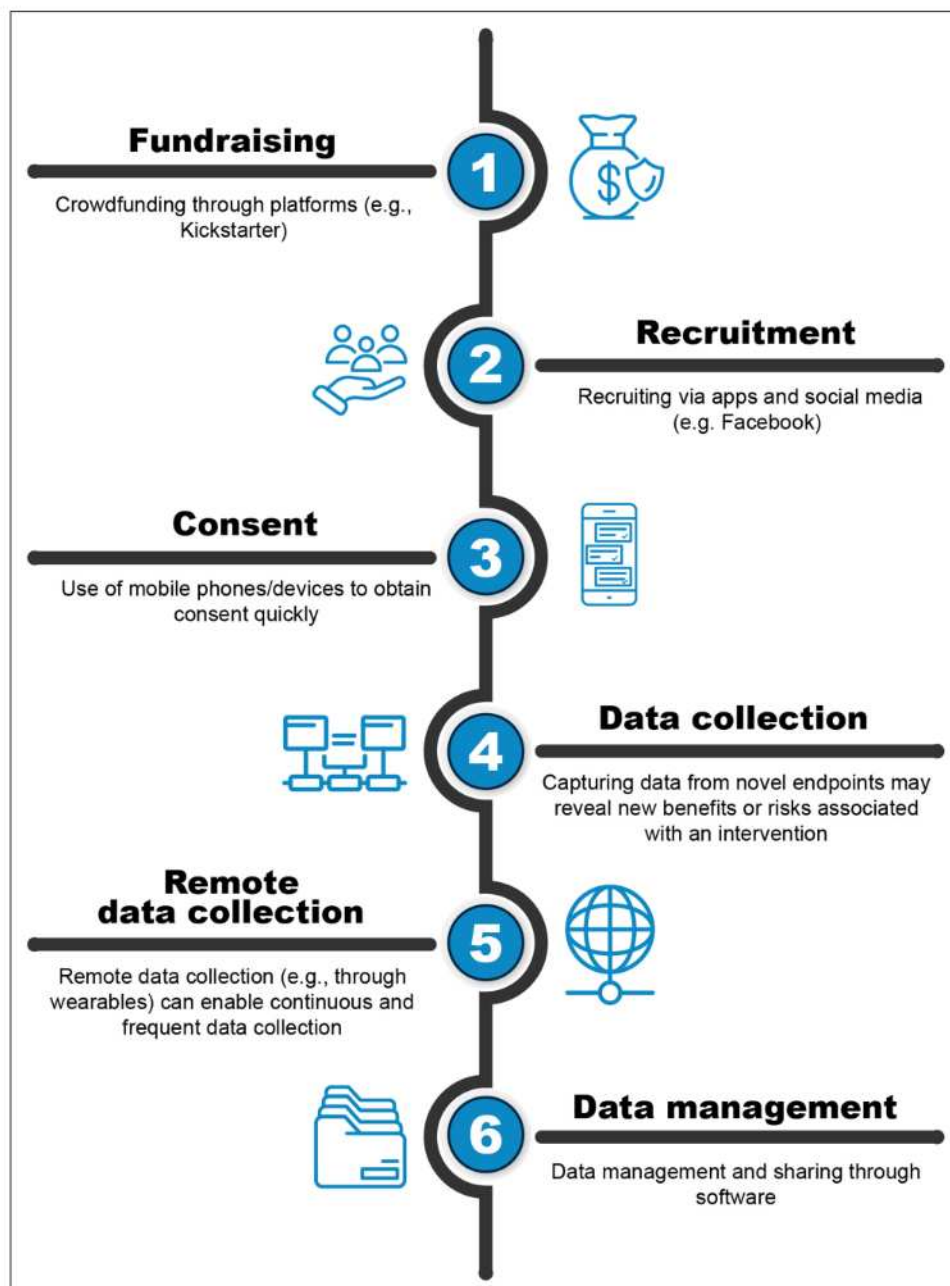 Fundraising
1
$
Crowdfunding through platforms (e.g.,
Kickstarter)
Recruitment
2
Recruiting via apps and social media
(e.g. Facebook)
Consent
3
Use of mobile phones/devices to obtain
consent quickly
Data collection
4
Capturing data from novel endpoints may
reveal new benefits or risks associated
with an intervention
Remote
data collection
5
Remote data collection (e.g., through
wearables) can enable continuous and
frequent data collection
Data management
6
Data management and sharing through
software